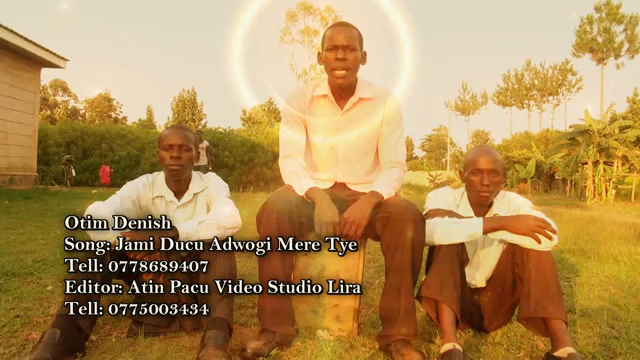 Otim Denish
Song: Jami Ducu Adwogi Mere Tye
Tell: 0778689407
Editor: Atin Pacu Video Studio Lira
Tell: 0775003434